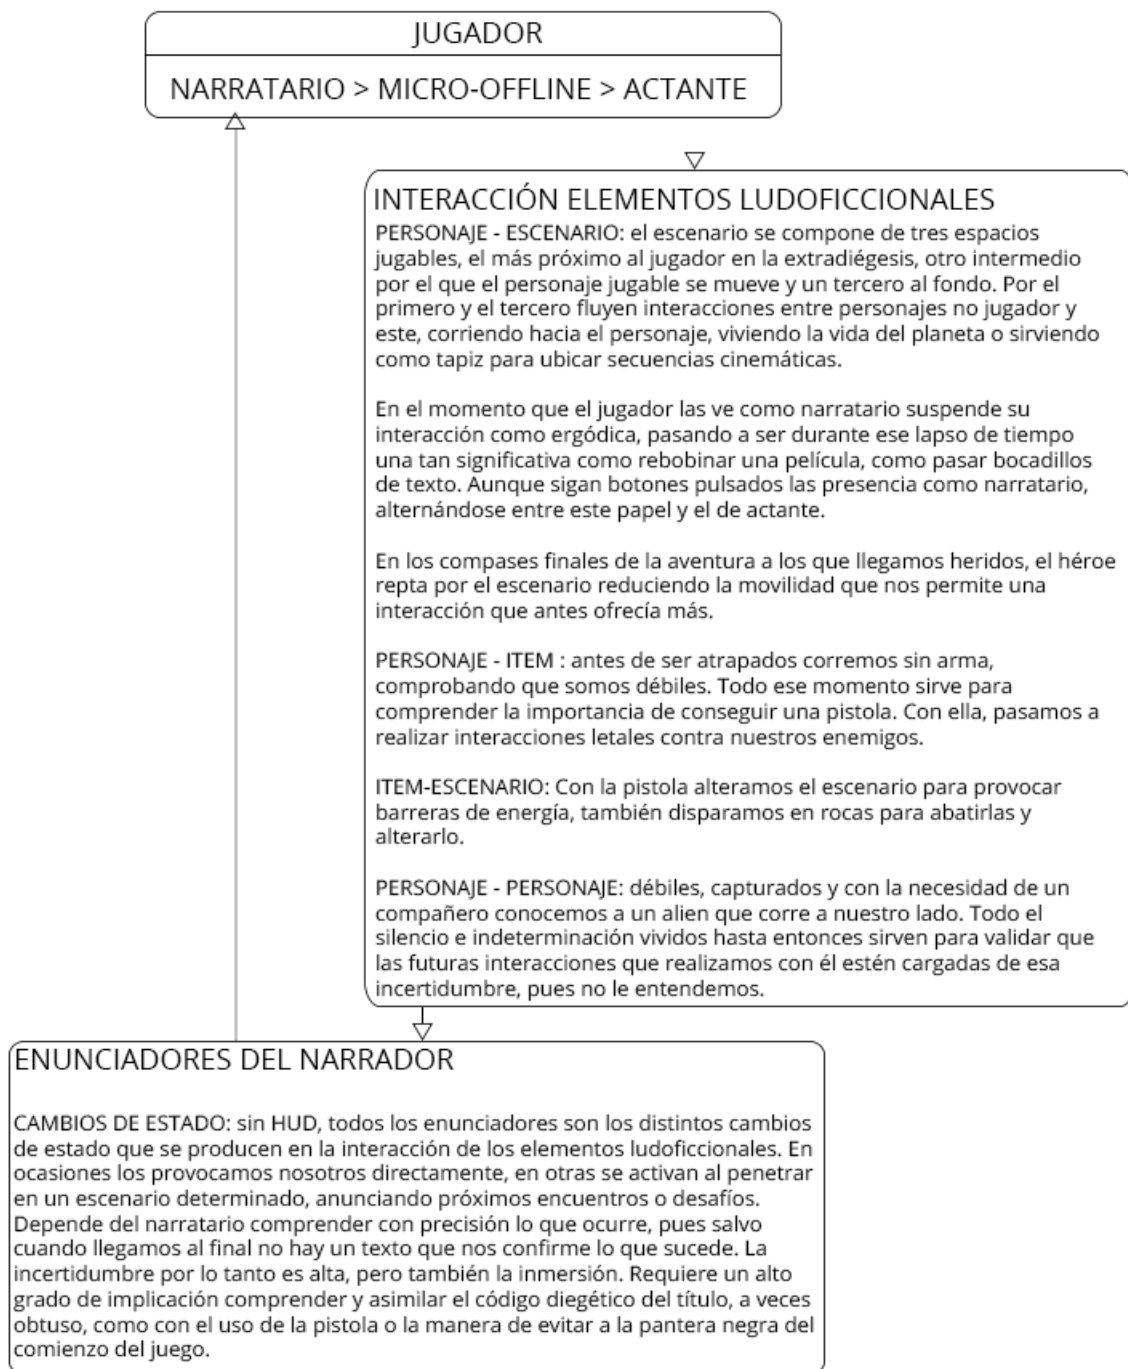 JUGADOR
NARRATARIO > MICRO-OFFLINE > ACTANTE
INTERACCIÓN ELEMENTOS LUDOFICCIONALES
PERSONAJE - ESCENARIO: el escenario se compone de tres espacios
jugables, el más próximo al jugador en la extradiégesis, otro intermedio
por el que el personaje jugable se mueve y un tercero al fondo. Por el
primero y el tercero fluyen interacciones entre personajes no jugador y
este, corriendo hacia el personaje, viviendo la vida del planeta o sirviendo
como tapiz para ubicar secuencias cinemáticas.
En el momento que el jugador las ve como narratario suspende su
interacción como ergódica, pasando a ser durante ese lapso de tiempo
una tan significativa como rebobinar una película, como pasar bocadillos
de texto. Aunque sigan botones pulsados las presencia como narratario,
alternándose entre este papel y el de actante.
En los compases finales de la aventura a los que llegamos heridos, el héroe
repta por el escenario reduciendo la movilidad que nos permite una
interacción que antes ofrecía más.
PERSONAJE - ITEM : antes de ser atrapados corremos sin arma,
comprobando que somos débiles. Todo ese momento sirve para
comprender la importancia de conseguir una pistola. Con ella, pasamos a
realizar interacciones letales contra nuestros enemigos.
ITEM-ESCENARIO: Con la pistola alteramos el escenario para provocar
barreras de energía, también disparamos en rocas para abatirlas y
alterarlo.
PERSONAJE - PERSONAJE: débiles, capturados y con la necesidad de un
compañero conocemos a un alien que corre a nuestro lado. Todo el
silencio e indeterminación vividos hasta entonces sirven para validar que
las futuras interacciones que realizamos con él estén cargadas de esa
incertidumbre, pues no le entendemos.
ENUNCIADORES DEL NARRADOR
CAMBIOS DE ESTADO: sin HUD, todos los enunciadores son los distintos cambios
de estado que se producen en la interacción de los elementos ludoficcionales. En
ocasiones los provocamos nosotros directamente, en otras se activan al penetrar
en un escenario determinado, anunciando próximos encuentros o desafíos.
Depende del narratario comprender con precisión lo que ocurre, pues salvo
cuando llegamos al final no hay un texto que nos confirme lo que sucede. La
incertidumbre por lo tanto es alta, pero también la inmersión. Requiere un alto
grado de implicación comprender y asimilar el código diegético del título, a veces
obtuso, como con el uso de la pistola o la manera de evitar a la pantera negra del
comienzo del juego.